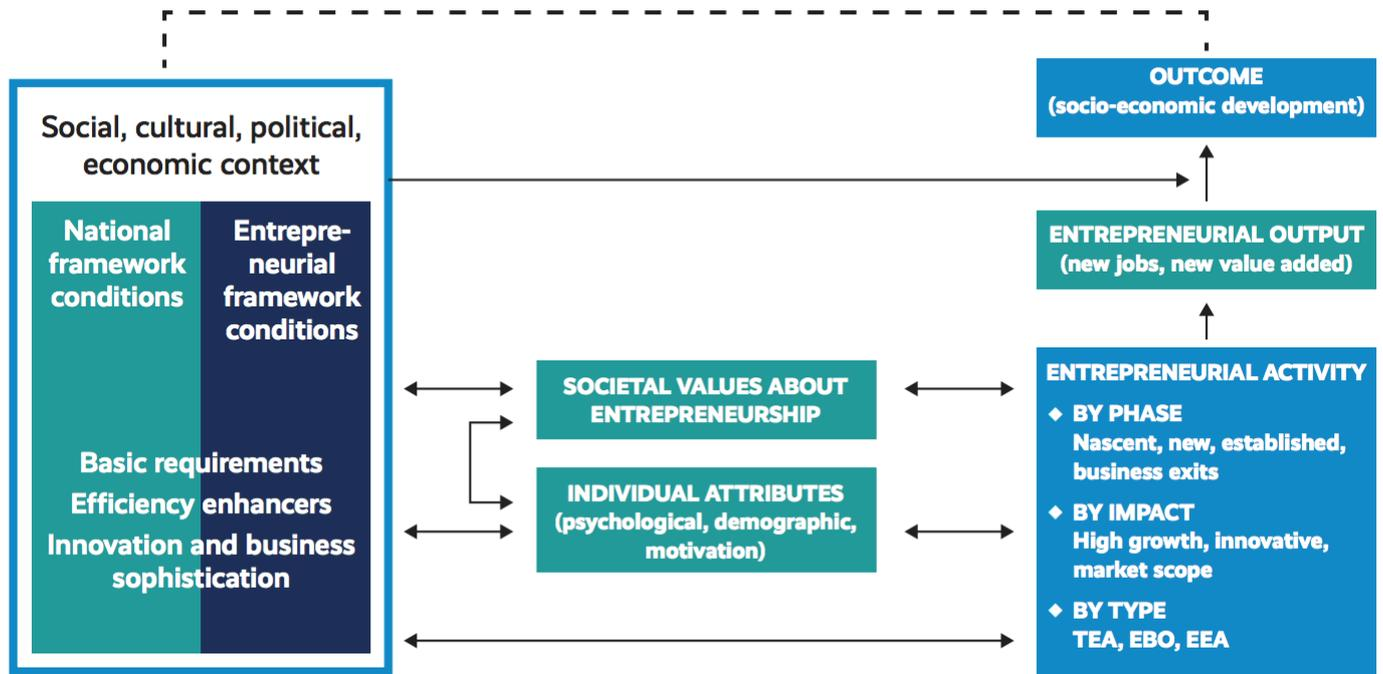 Social, cultural, political,
economic context
National
framework
conditions
Entrepre-
neurial
framework
conditions
Basic requirements
Efficiency enhancers
Innovation and business
sophistication
SOCIETAL VALUES ABOUT
ENTREPRENEURSHIP
INDIVIDUAL ATTRIBUTES
(psychological, demographic,
motivation)
OUTCOME
(socio-economic development)
ENTREPRENEURIAL OUTPUT
(new jobs, new value added)
ENTREPRENEURIAL ACTIVITY
◆ BY PHASE
Nascent, new, established,
business exits
◆ BY IMPACT
High growth, innovative,
market scope
◆ BY TYPE
TEA, EBO, EEA